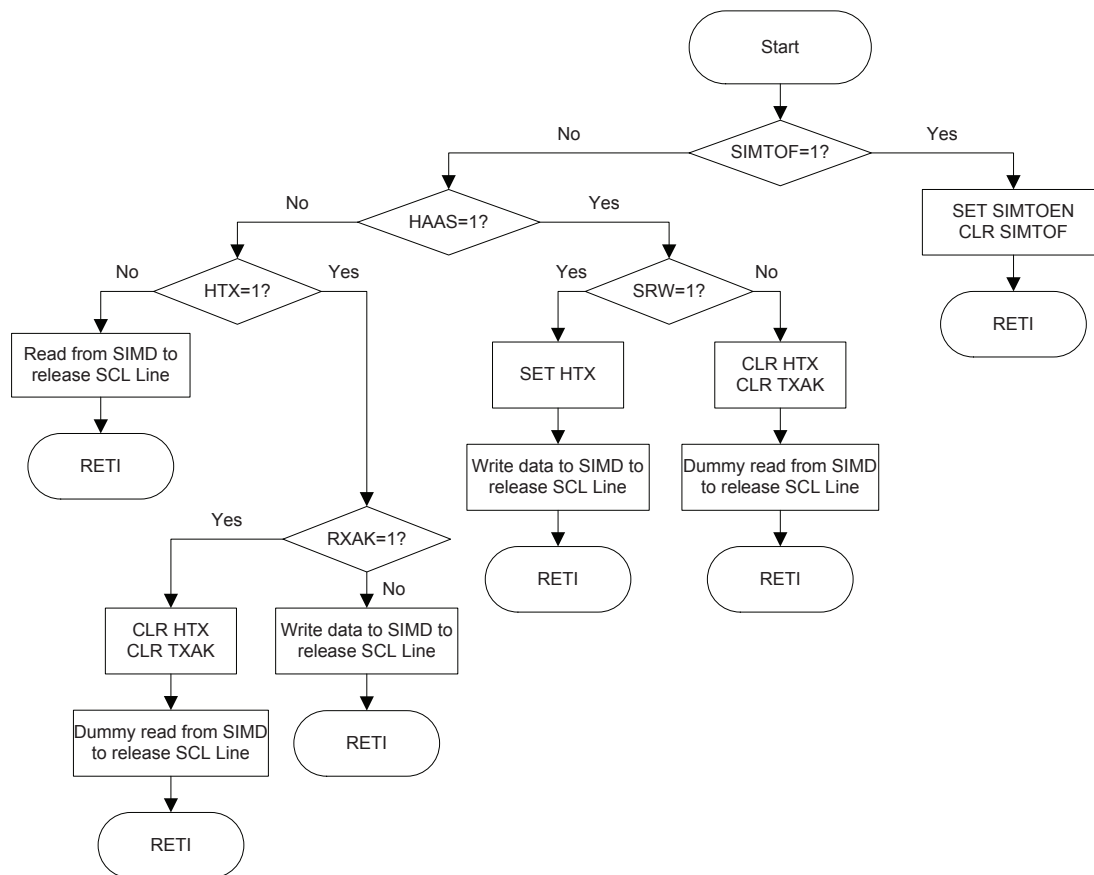 Start
No
Yes
SIMTOF=1?
No
Yes
HAAS=1?
SET SIMTOEN
CLR SIMTOF
No
Yes
HTX=1?
Yes
No
SRW=1?
RETI
Read from SIMD to
release SCL Line
SET HTX
CLR HTX
CLR TXAK
RETI
Write data to SIMD to
release SCL Line
Dummy read from SIMD
to release SCL Line
Yes
RXAK=1?
No
RETI
RETI
CLR HTX
CLR TXAK
Write data to SIMD to
release SCL Line
Dummy read from SIMD
to release SCL Line
RETI
RETI